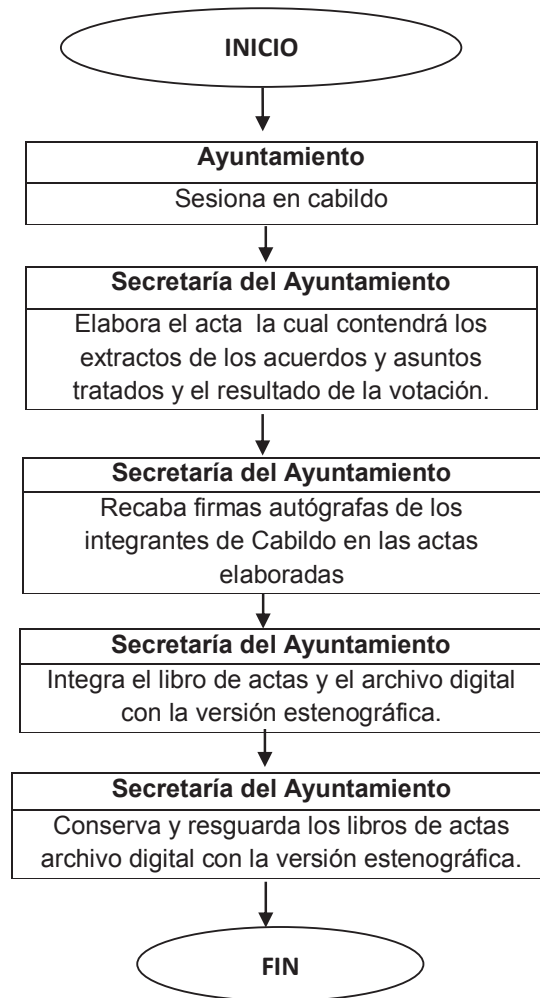 INICIO
Ayuntamiento
Sesiona en cabildo
Secretaría del Ayuntamiento
Elabora el acta la cual contendrá los
extractos de los acuerdos y asuntos
tratados y el resultado de la votación.
Secretaría del Ayuntamiento
Recaba firmas autógrafas de los
integrantes de Cabildo en las actas
elaboradas
Secretaría del Ayuntamiento
Integra el libro de actas y el archivo digital
con la versión estenográfica.
Secretaría del Ayuntamiento
Conserva y resguarda los libros de actas
archivo digital con la versión estenográfica.
FIN